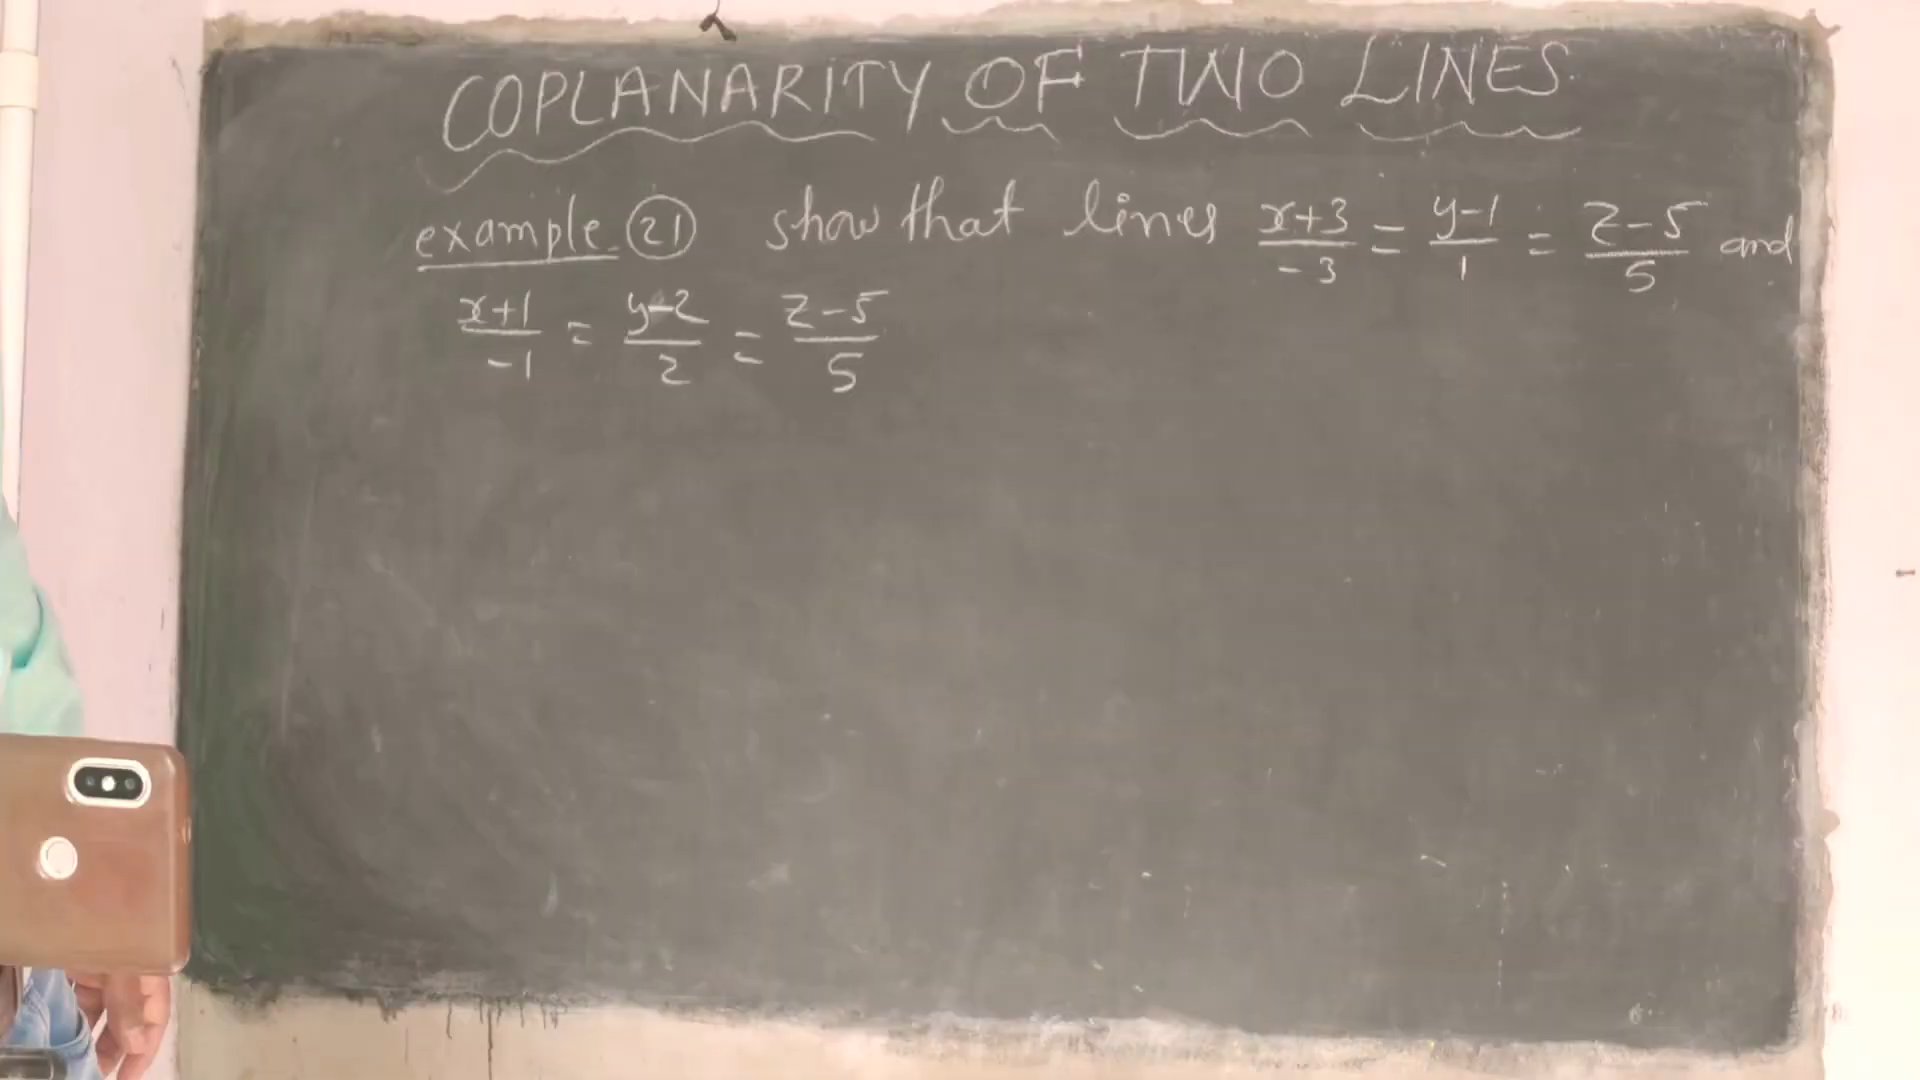 COPLANARITY OF TWO LINES
example 21 show that lines x+3/-3 = y-1/1 = z-5/5 and
x+1/-1 = y-2/2 = z-5/5